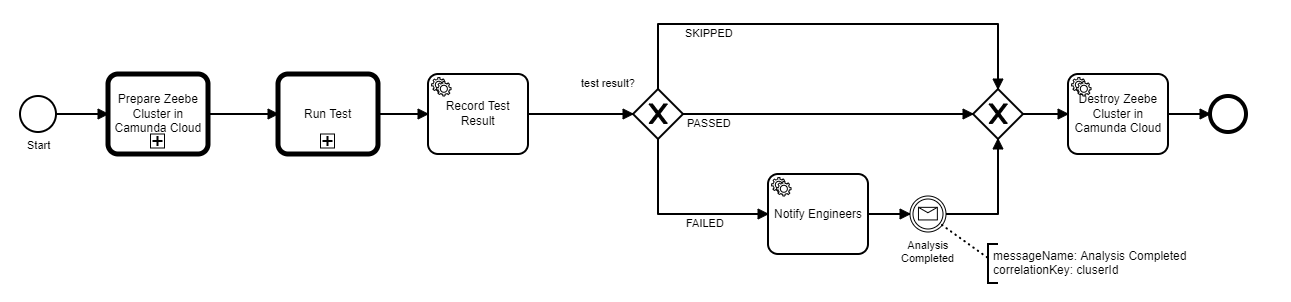 Start
Prepare Zeebe
Cluster in
Camunda Cloud
Run Test
Record Test
Result
test result?
SKIPPED
PASSED
FAILED
Notify Engineers
Analysis
Completed
messageName: Analysis Completed
correlationKey: cluserId
Destroy Zeebe
Cluster in
Camunda Cloud